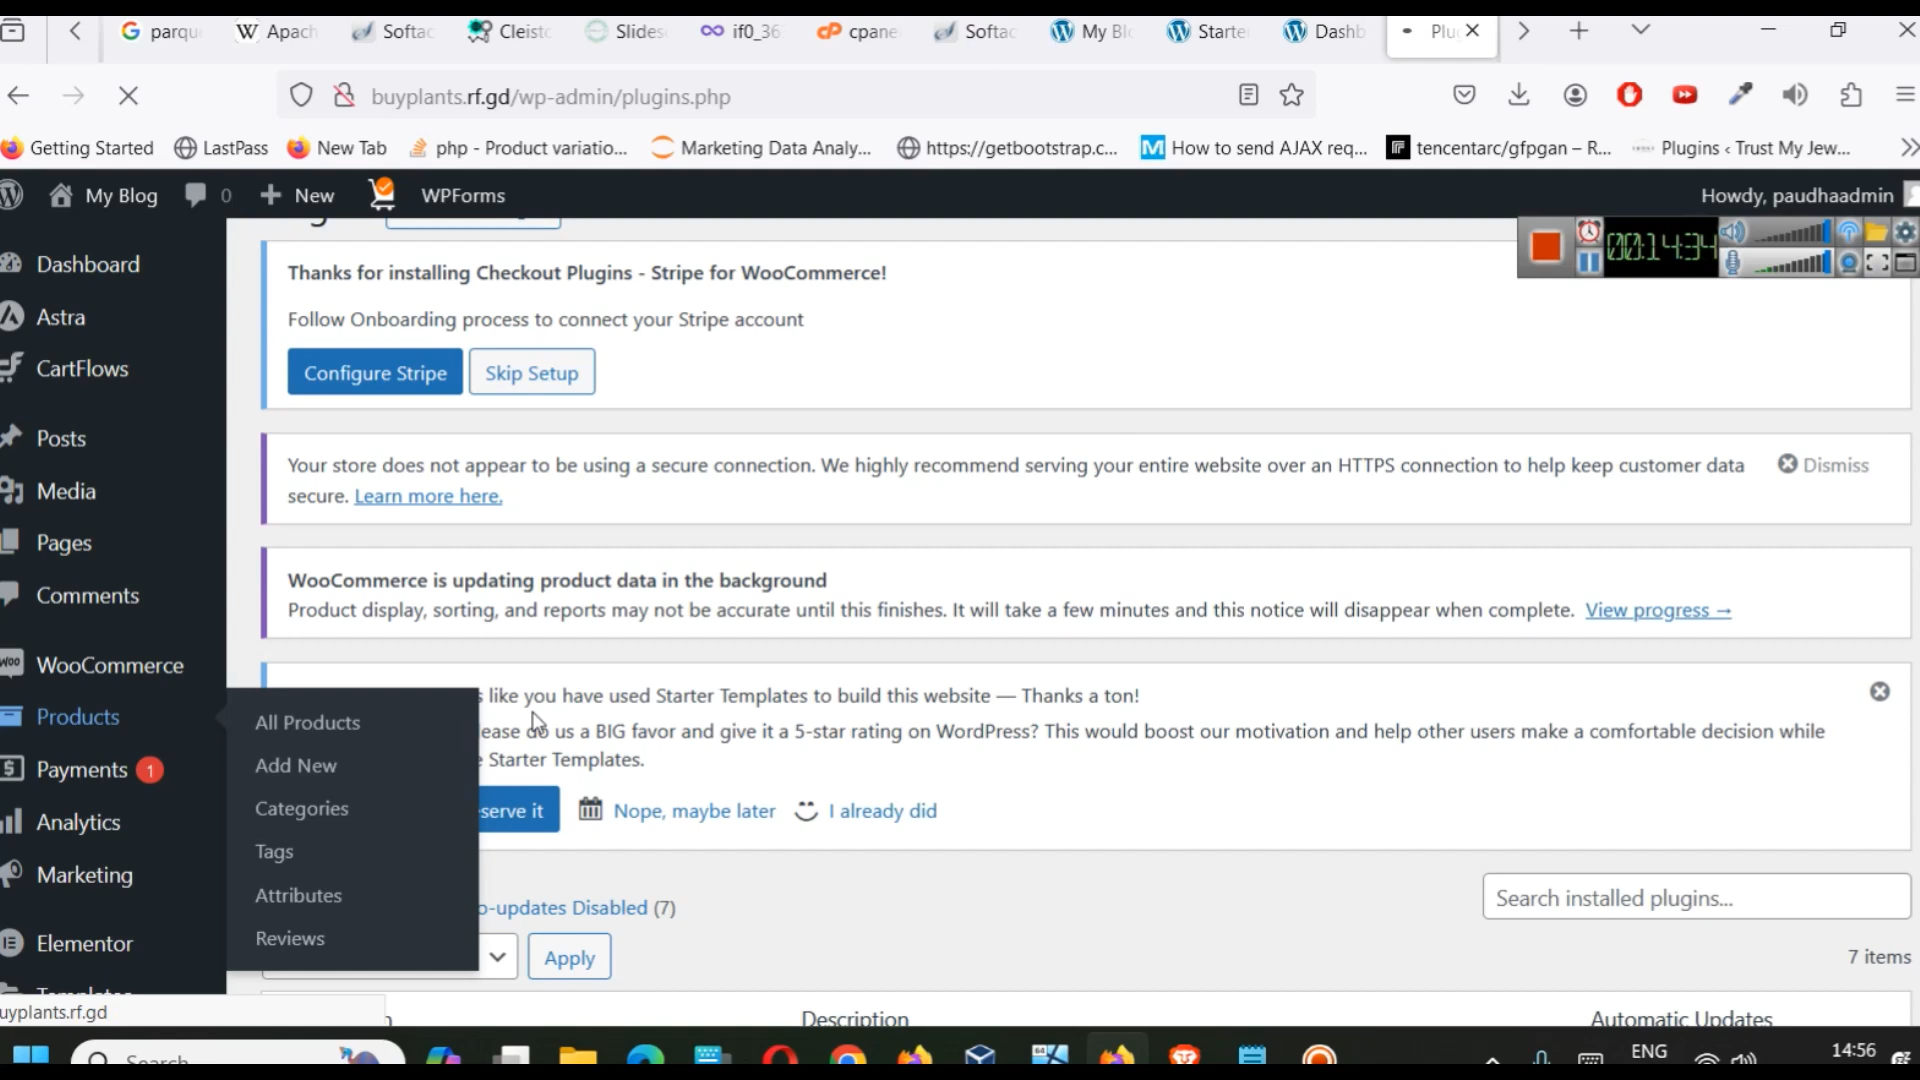 parqu
Apach
Softac
Cleisto
Slides
if0_36
cpane
Softac
My Bl
Starte
Dashb
Plu
buyplants.rf.gd/wp-admin/plugins.php
Getting Started
LastPass
New Tab
php - Product variatio...
Marketing Data Analy...
https://getbootstrap.c...
How to send AJAX req...
tencentarc/gfpgan – R...
Plugins ‹ Trust My Jew...
My Blog
0
New
WPForms
Howdy, paudhaadmin
00:14:34
Dashboard
Astra
CartFlows
Posts
Media
Pages
Comments
WooCommerce
Products
Payments 1
Analytics
Marketing
Elementor
Templates
All Products
Add New
Categories
Tags
Attributes
Reviews
Thanks for installing Checkout Plugins - Stripe for WooCommerce!
Follow Onboarding process to connect your Stripe account
Configure Stripe
Skip Setup
Your store does not appear to be using a secure connection. We highly recommend serving your entire website over an HTTPS connection to help keep customer data
secure. Learn more here.
Dismiss
WooCommerce is updating product data in the background
Product display, sorting, and reports may not be accurate until this finishes. It will take a few minutes and this notice will disappear when complete. View progress →
s like you have used Starter Templates to build this website — Thanks a ton!
ease do us a BIG favor and give it a 5-star rating on WordPress? This would boost our motivation and help other users make a comfortable decision while
e Starter Templates.
serve it
Nope, maybe later
I already did
o-updates Disabled (7)
Search installed plugins...
Apply
7 items
Description
Automatic Updates
uyplants.rf.gd
Search
ENG
14:56